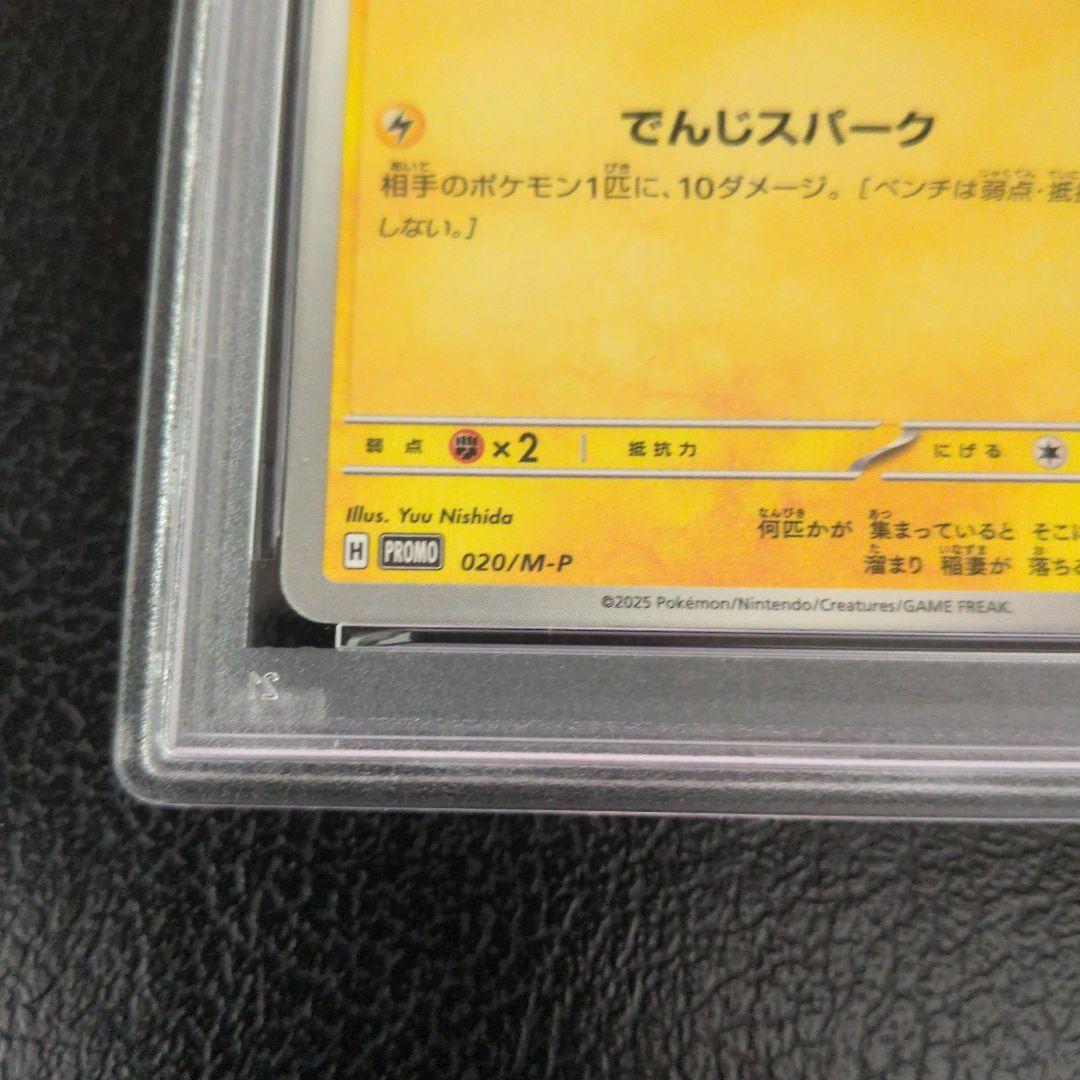 でんじスパーク
相手のポケモン1匹に、10ダメージ。［ベンチは弱点・抵抗
しない。］
弱点 ×2 抵抗力 にげる
Illus. Yuu Nishida
H PROMO 020/M-P
何匹かが 集まっていると そこに
溜まり 稲妻が 落ちる
©2025 Pokémon/Nintendo/Creatures/GAME FREAK.
21